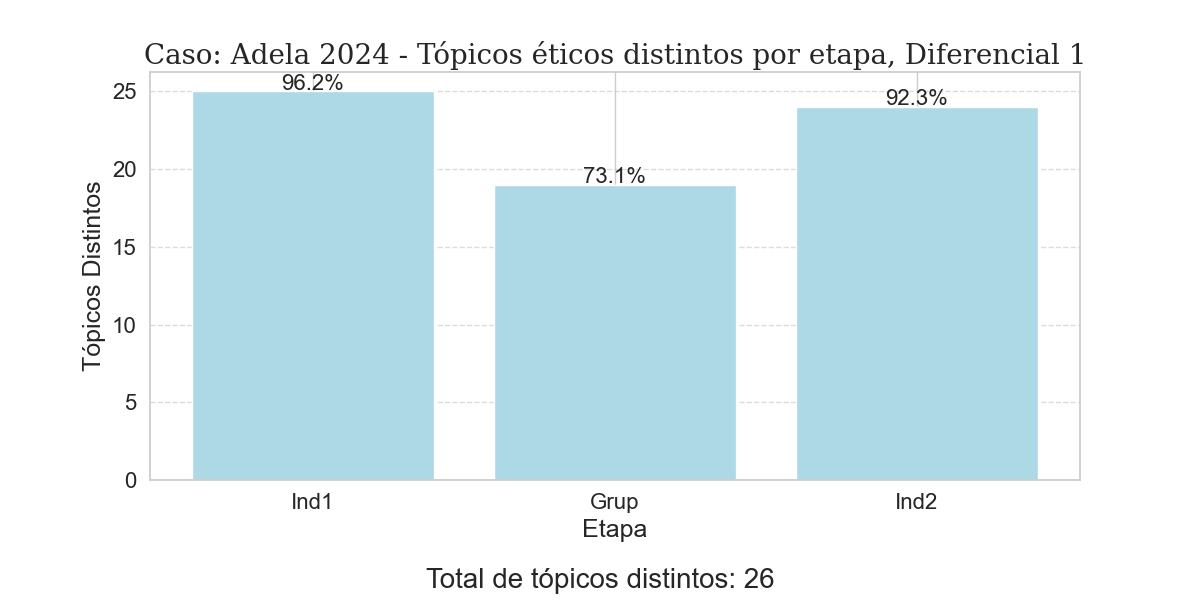 Caso: Adela 2024 - Tópicos éticos distintos por etapa, Diferencial 1
96.2%
73.1%
92.3%
25
20
15
10
5
0
Tópicos Distintos
Ind1
Grup
Ind2
Etapa
Total de tópicos distintos: 26